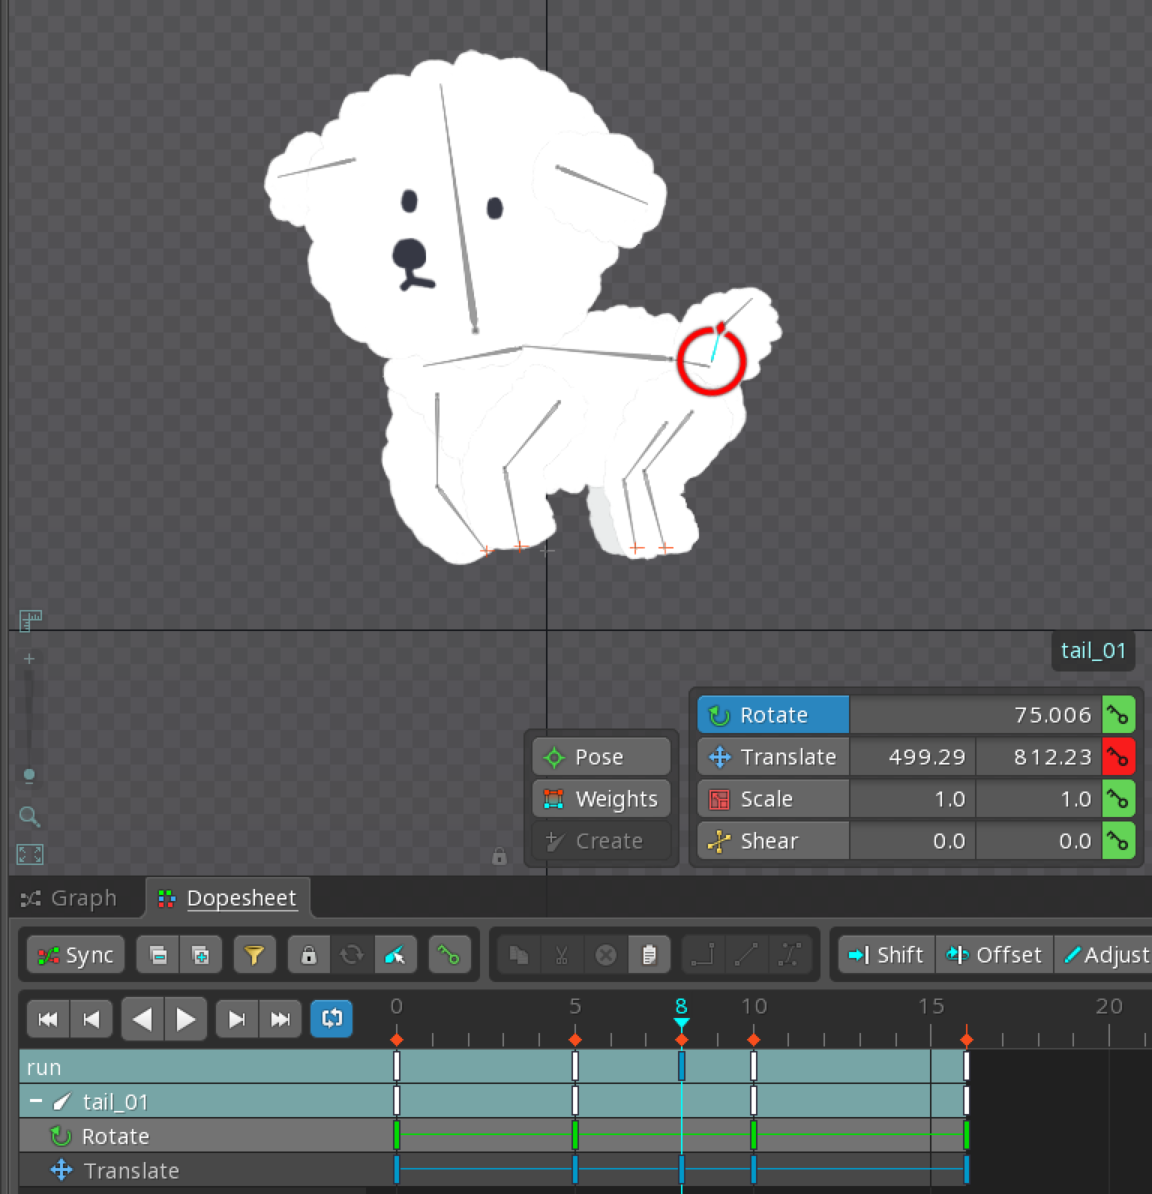 tail_01
Rotate 75.006
Pose Translate 499.29 812.23
Weights Scale 1.0 1.0
Create Shear 0.0 0.0
Graph Dopesheet
Sync Shift Offset Adjust
0 5 8 10 15 20
run
tail_01
Rotate
Translate